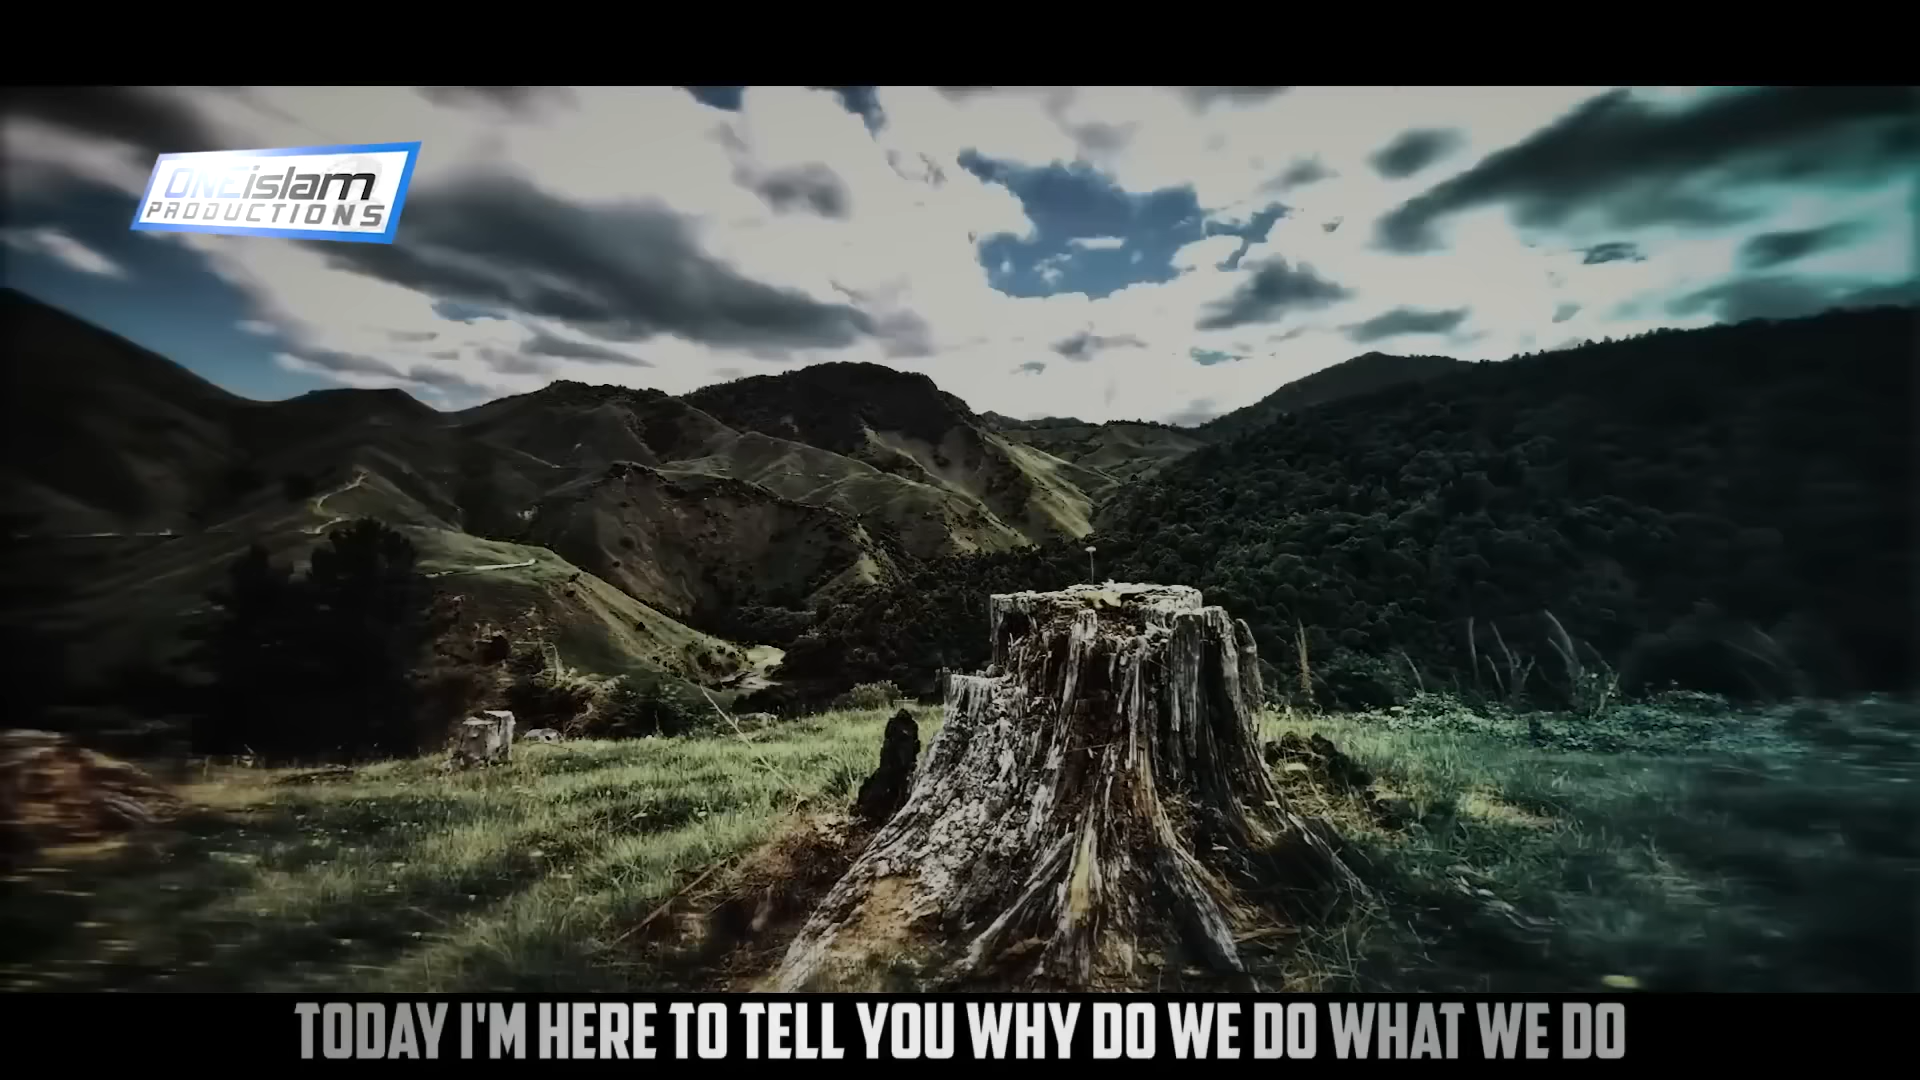 ONEislam
PRODUCTIONS
TODAY I'M HERE TO TELL YOU WHY DO WE DO WHAT WE DO